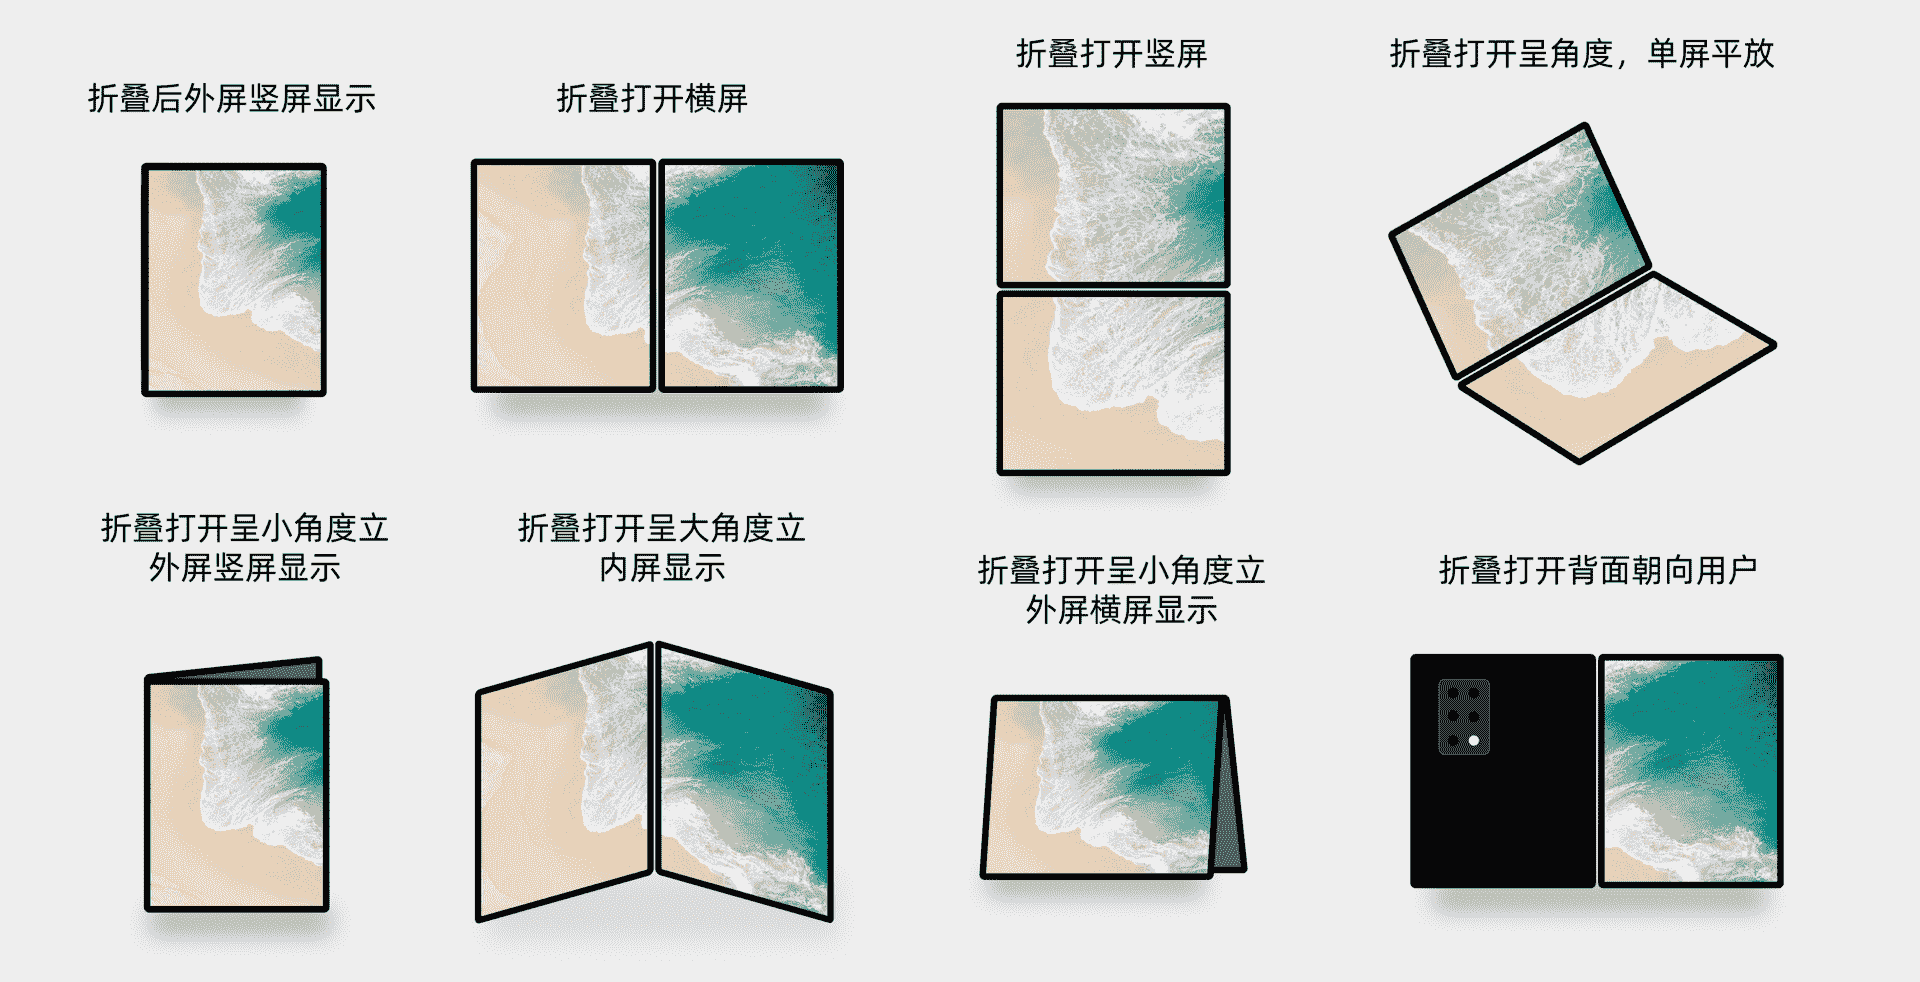 折叠后外屏竖屏显示
折叠打开横屏
折叠打开竖屏
折叠打开呈角度，单屏平放
折叠打开呈小角度立
外屏竖屏显示
折叠打开呈大角度立
内屏显示
折叠打开呈小角度立
外屏横屏显示
折叠打开背面朝向用户